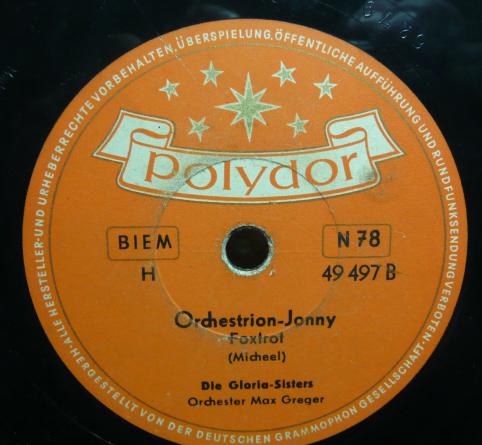 ALLE HERSTELLER- UND URHEBERRECHTE VORBEHALTEN, ÜBERSPIELUNG, ÖFFENTLICHE AUFFÜHRUNG UND RUNDFUNKSENDUNG VERBOTEN.
polydor
BIEM N 78
H 49 497 B
Orchestrion-Jonny
Foxtrot
(Micheel)
Die Gloria-Sisters
Orchester Max Greger
HERGESTELLT VON DER DEUTSCHEN GRAMMOPHON GESELLSCHAFT